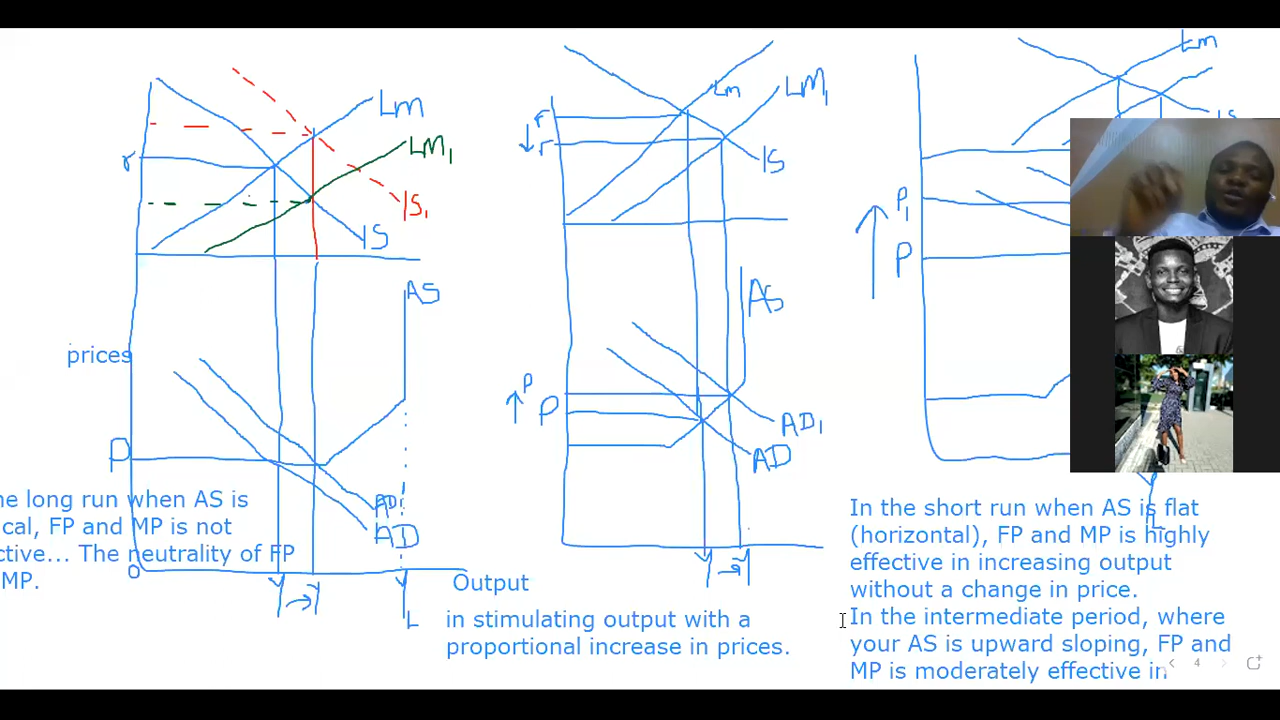 LM
LM1
r
IS1
IS
AS
prices
P
AD1
AD
he long run when AS is
ical, FP and MP is not
ctive... The neutrality of FP
MP.
0
Y
Y
L
Output
Lm
LM1
r
r
IS
AS
P
P
AD1
AD
Y
Y
in stimulating output with a
proportional increase in prices.
Lm
IS
P1
P
L
In the short run when AS is flat
(horizontal), FP and MP is highly
effective in increasing output
without a change in price.
In the intermediate period, where
your AS is upward sloping, FP and
MP is moderately effective in
4